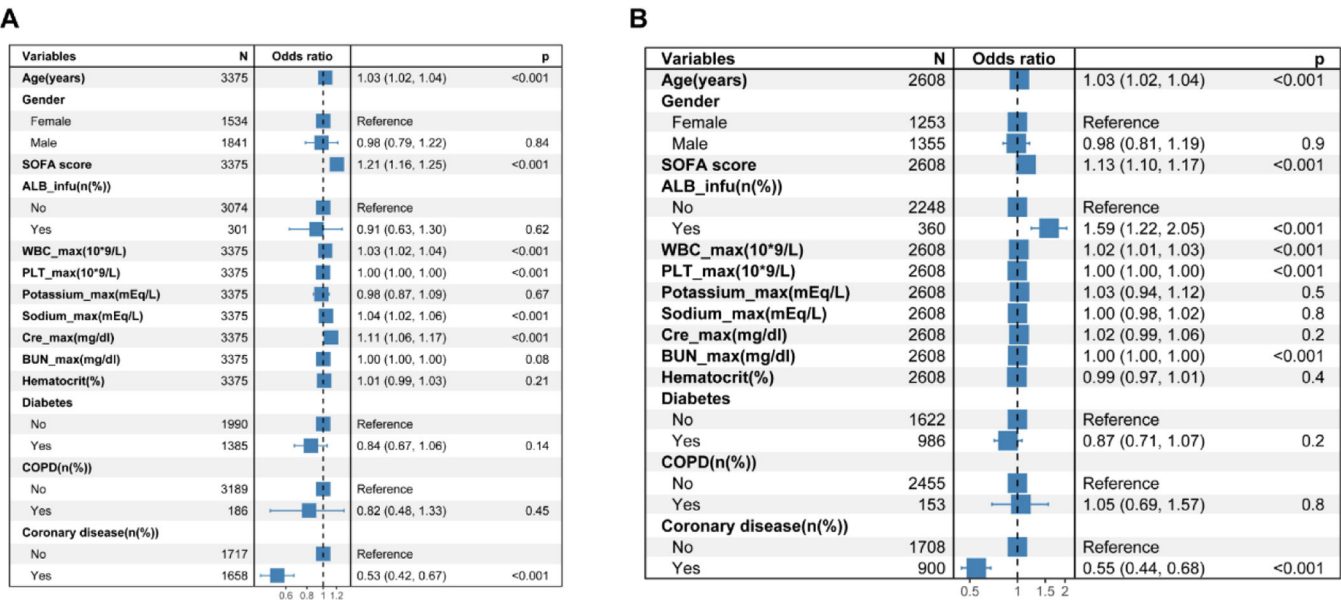 A
Variables N Odds ratio p
Age(years) 3375 1.03 (1.02, 1.04) <0.001
Gender
Female 1534 Reference
Male 1841 0.98 (0.79, 1.22) 0.84
SOFA score 3375 1.21 (1.16, 1.25) <0.001
ALB_infu(n(%))
No 3074 Reference
Yes 301 0.91 (0.63, 1.30) 0.62
WBC_max(10*9/L) 3375 1.03 (1.02, 1.04) <0.001
PLT_max(10*9/L) 3375 1.00 (1.00, 1.00) <0.001
Potassium_max(mEq/L) 3375 0.98 (0.87, 1.09) 0.67
Sodium_max(mEq/L) 3375 1.04 (1.02, 1.06) <0.001
Cre_max(mg/dl) 3375 1.11 (1.06, 1.17) <0.001
BUN_max(mg/dl) 3375 1.00 (1.00, 1.00) 0.08
Hematocrit(%) 3375 1.01 (0.99, 1.03) 0.21
Diabetes
No 1990 Reference
Yes 1385 0.84 (0.67, 1.06) 0.14
COPD(n(%))
No 3189 Reference
Yes 186 0.82 (0.48, 1.33) 0.45
Coronary disease(n(%))
No 1717 Reference
Yes 1658 0.53 (0.42, 0.67) <0.001
0.6 0.8 1 1.2
B
Variables N Odds ratio p
Age(years) 2608 1.03 (1.02, 1.04) <0.001
Gender
Female 1253 Reference
Male 1355 0.98 (0.81, 1.19) 0.9
SOFA score 2608 1.13 (1.10, 1.17) <0.001
ALB_infu(n(%))
No 2248 Reference
Yes 360 1.59 (1.22, 2.05) <0.001
WBC_max(10*9/L) 2608 1.02 (1.01, 1.03) <0.001
PLT_max(10*9/L) 2608 1.00 (1.00, 1.00) <0.001
Potassium_max(mEq/L) 2608 1.03 (0.94, 1.12) 0.5
Sodium_max(mEq/L) 2608 1.00 (0.98, 1.02) 0.8
Cre_max(mg/dl) 2608 1.02 (0.99, 1.06) 0.2
BUN_max(mg/dl) 2608 1.00 (1.00, 1.00) <0.001
Hematocrit(%) 2608 0.99 (0.97, 1.01) 0.4
Diabetes
No 1622 Reference
Yes 986 0.87 (0.71, 1.07) 0.2
COPD(n(%))
No 2455 Reference
Yes 153 1.05 (0.69, 1.57) 0.8
Coronary disease(n(%))
No 1708 Reference
Yes 900 0.55 (0.44, 0.68) <0.001
0.5 1 1.5 2